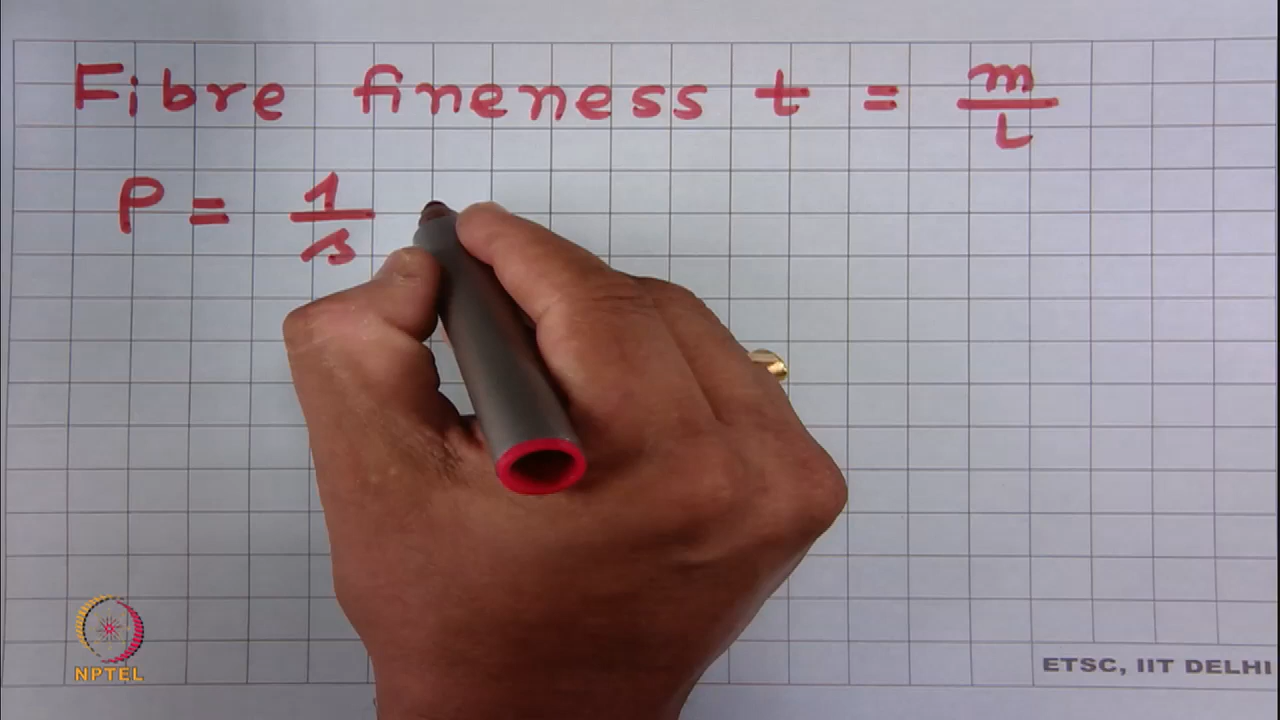 Fibre fineness t = m/l
P = 1/s
NPTEL
ETSC, IIT DELHI